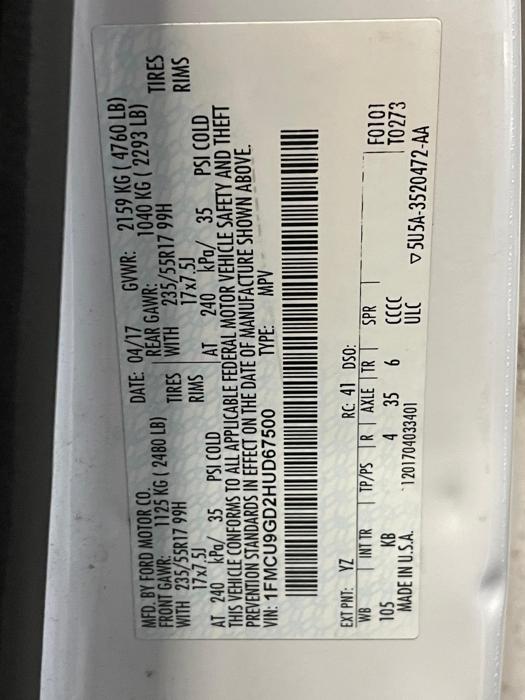 MFD. BY FORD MOTOR CO. DATE: 04/17 GVWR: 2159 KG ( 4760 LB)
FRONT GAWR: 1125 KG ( 2480 LB) REAR GAWR: 1040 KG ( 2293 LB)
WITH 235/55R17 99H TIRES WITH 235/55R17 99H TIRES
17x7.5J RIMS 17x7.5J RIMS
AT 240 kPa/ 35 PSI COLD AT 240 kPa/ 35 PSI COLD
THIS VEHICLE CONFORMS TO ALL APPLICABLE FEDERAL MOTOR VEHICLE SAFETY AND THEFT
PREVENTION STANDARDS IN EFFECT ON THE DATE OF MANUFACTURE SHOWN ABOVE.
VIN: 1FMCU9GD2HUD67500 TYPE: MPV
EXT PNT: YZ RC: 41 DSO:
WB INT TR TP/PS R AXLE TR SPR F0101
105 KB 4 35 6 CCCC T0273
MADE IN U.S.A. 1201704033401 ULC ▽5U5A-3520472-AA